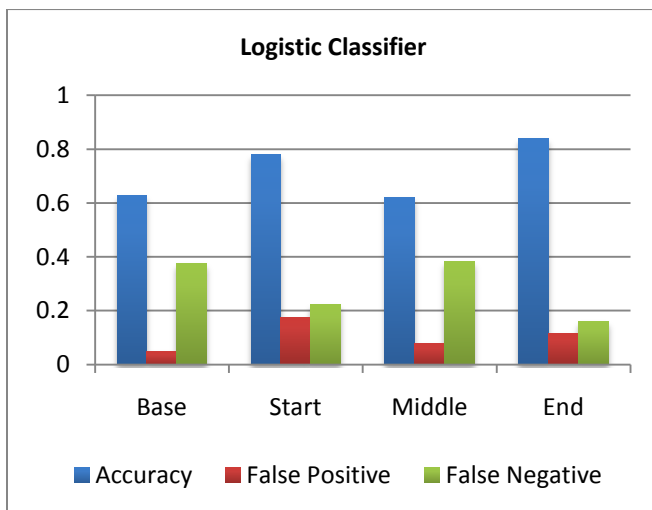 Logistic Classifier
1
0.8
0.6
0.4
0.2
0
Base Start Middle End
Accuracy False Positive False Negative